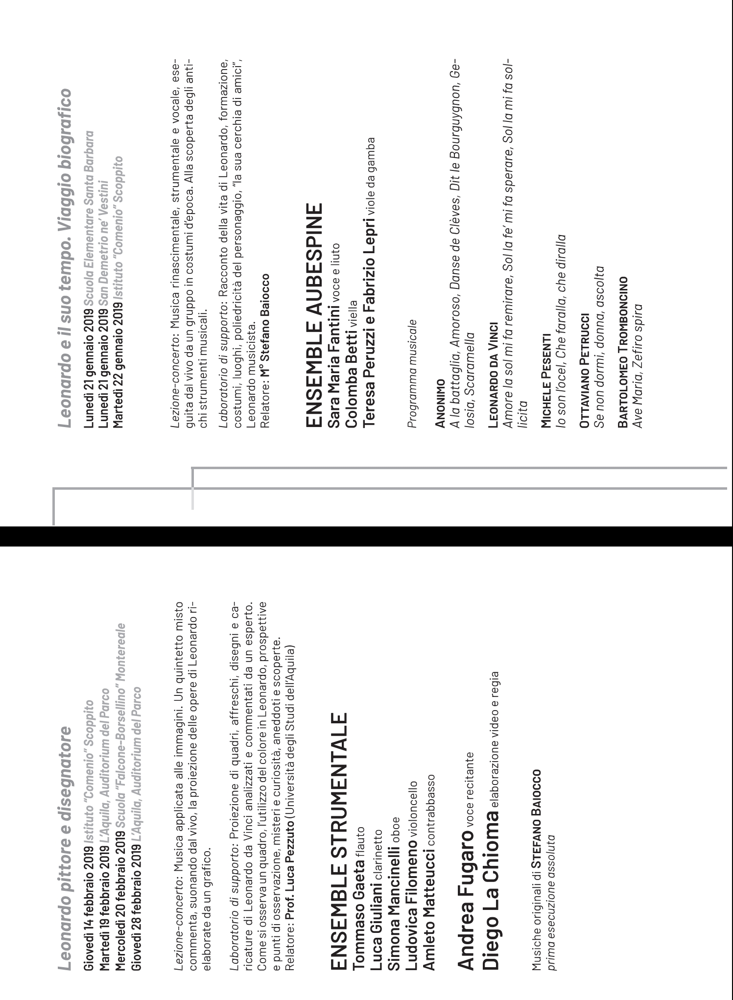 Leonardo pittore e disegnatore
Giovedì 14 febbraio 2019 Istituto “Comenio” Scoppito
Martedì 19 febbraio 2019 L’Aquila, Auditorium del Parco
Mercoledì 20 febbraio 2019 Scuola “Falcone-Borsellino” Montereale
Giovedì 28 febbraio 2019 L’Aquila, Auditorium del Parco
Lezione-concerto: Musica applicata alle immagini. Un quintetto misto
commenta, suonando dal vivo, la proiezione delle opere di Leonardo ri-
elaborate da un grafico.
Laboratorio di supporto: Proiezione di quadri, affreschi, disegni e ca-
ricature di Leonardo da Vinci analizzati e commentati da un esperto.
Come si osserva un quadro, l’utilizzo del colore in Leonardo, prospettive
e punti di osservazione, misteri e curiosità, aneddoti e scoperte.
Relatore: Prof. Luca Pezzuto (Università degli Studi dell’Aquila)
ENSEMBLE STRUMENTALE
Tommaso Gaeta flauto
Luca Giuliani clarinetto
Simona Mancinelli oboe
Ludovica Filomeno violoncello
Amleto Matteucci contrabbasso
Andrea Fugaro voce recitante
Diego La Chioma elaborazione video e regia
Musiche originali di STEFANO BAIOCCO
prima esecuzione assoluta
Leonardo e il suo tempo. Viaggio biografico
Lunedì 21 gennaio 2019 Scuola Elementare Santa Barbara
Lunedì 21 gennaio 2019 San Demetrio ne’ Vestini
Martedì 22 gennaio 2019 Istituto “Comenio” Scoppito
Lezione-concerto: Musica rinascimentale, strumentale e vocale, ese-
guita dal vivo da un gruppo in costumi d’epoca. Alla scoperta degli anti-
chi strumenti musicali.
Laboratorio di supporto: Racconto della vita di Leonardo, formazione,
costumi, luoghi, poliedricità del personaggio, “la sua cerchia di amici”,
Leonardo musicista.
Relatore: M° Stefano Baiocco
ENSEMBLE AUBESPINE
Sara Maria Fantini voce e liuto
Colomba Betti viella
Teresa Peruzzi e Fabrizio Lepri viole da gamba
Programma musicale
ANONIMO
A la battaglia, Amoroso, Danse de Clèves, Dit le Bourguygnon, Ge-
losia, Scaramella
LEONARDO DA VINCI
Amore la sol mi fa remirare, Sol la fe’ mi fa sperare, Sol la mi fa sol-
licita
MICHELE PESENTI
Io son l’ocel, Che faralla, che diralla
OTTAVIANO PETRUCCI
Se non dormi, donna, ascolta
BARTOLOMEO TROMBONCINO
Ave Maria, Zefiro spira